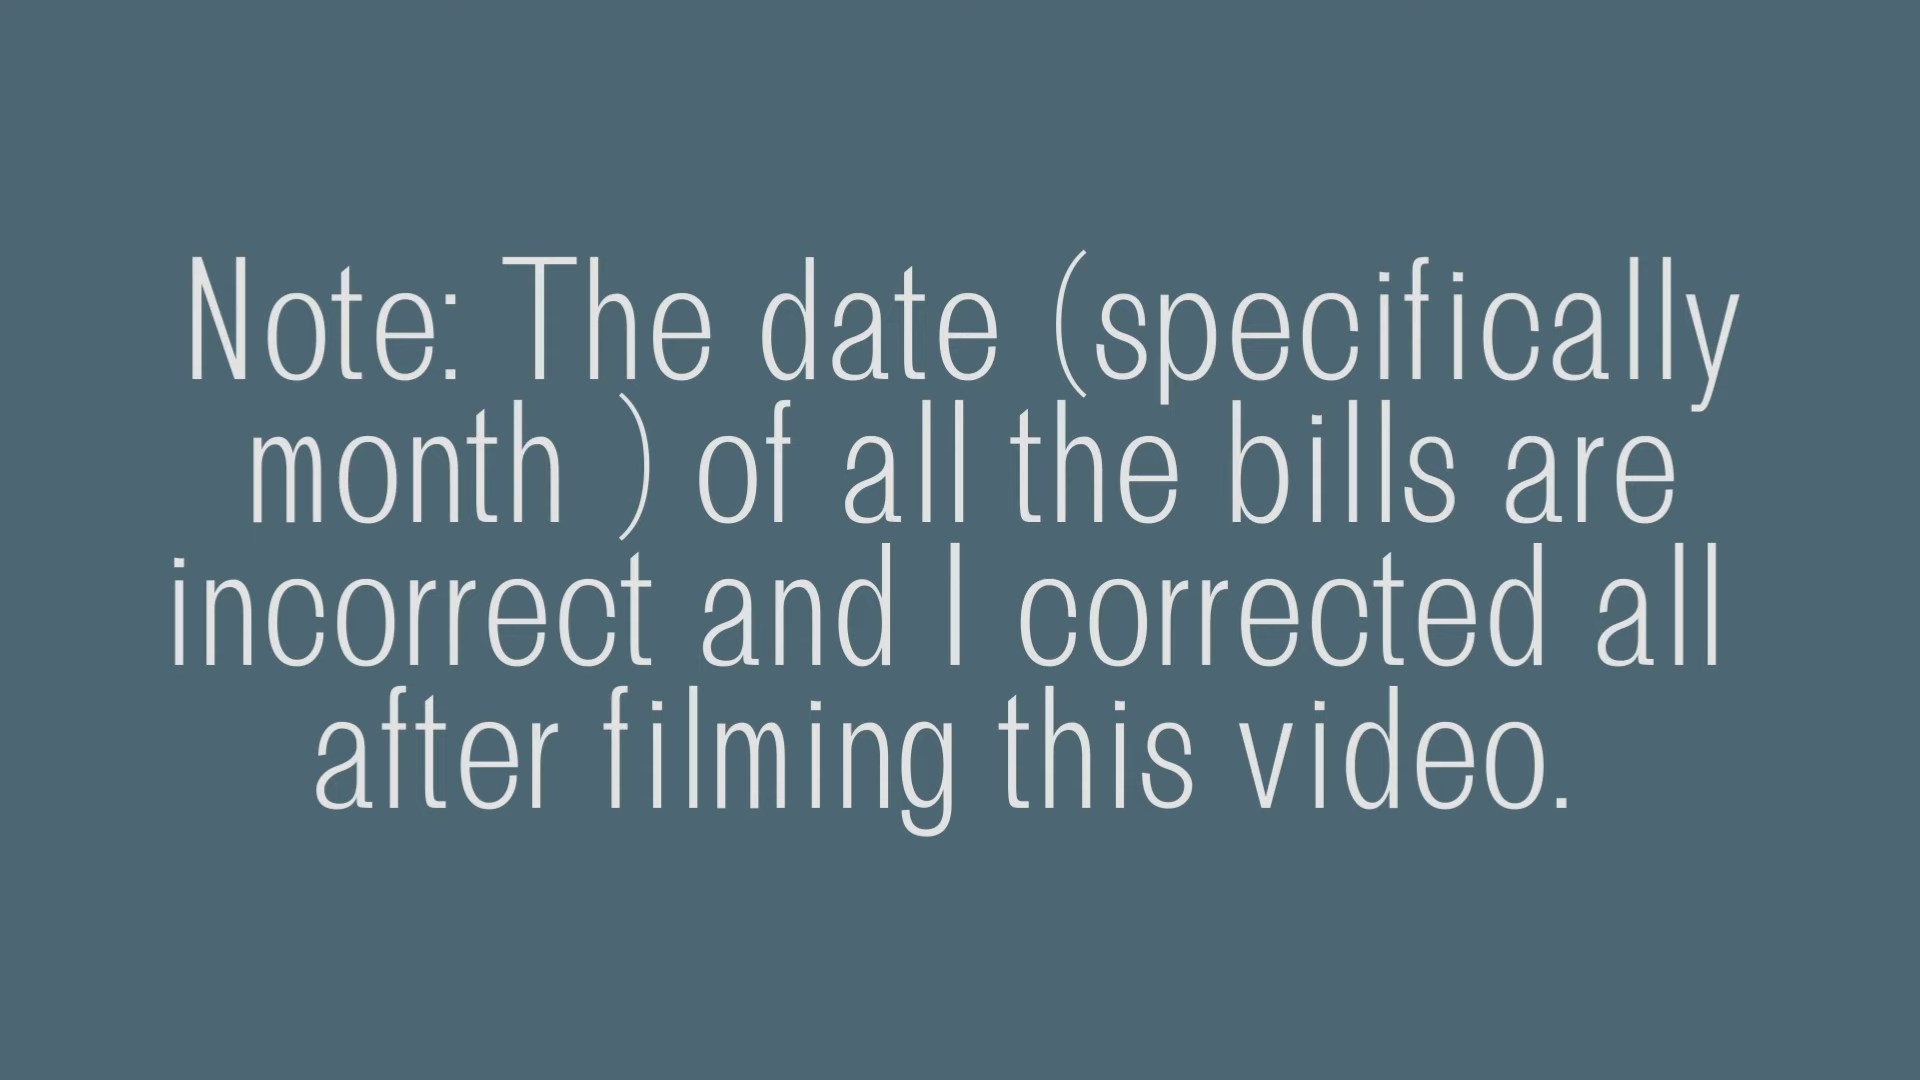 Note: The date (specifically
month ) of all the bills are
incorrect and I corrected all
after filming this video.